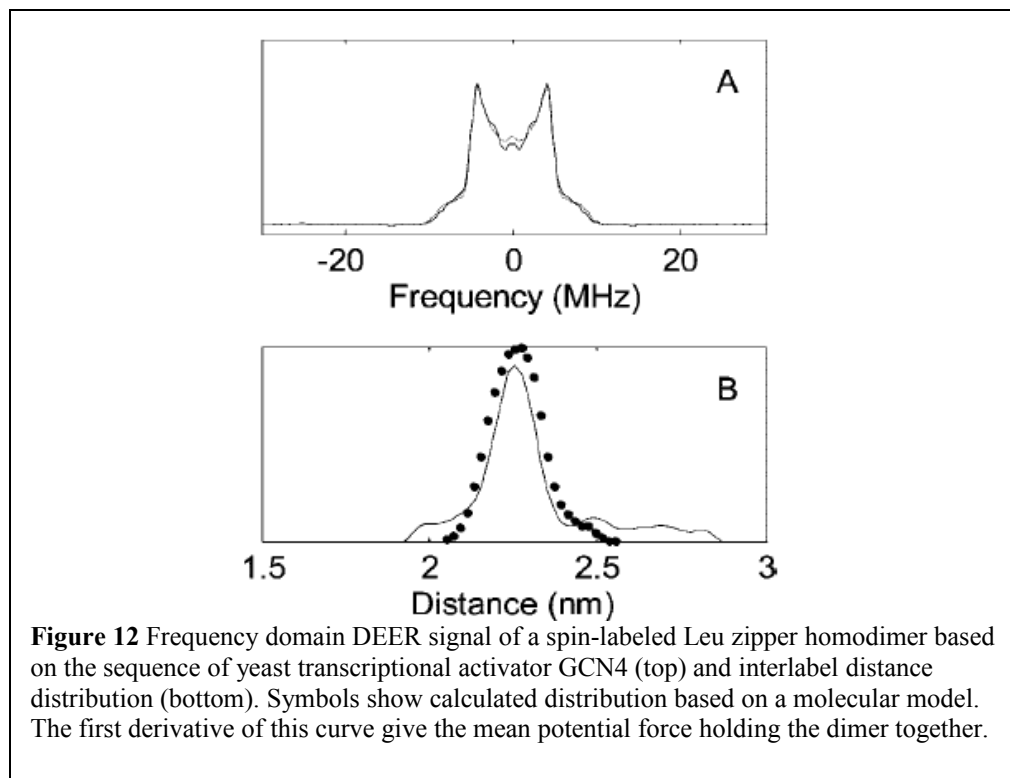 A
-20 0 20
Frequency (MHz)
B
1.5 2 2.5 3
Distance (nm)
Figure 12 Frequency domain DEER signal of a spin-labeled Leu zipper homodimer based
on the sequence of yeast transcriptional activator GCN4 (top) and interlabel distance
distribution (bottom). Symbols show calculated distribution based on a molecular model.
The first derivative of this curve give the mean potential force holding the dimer together.